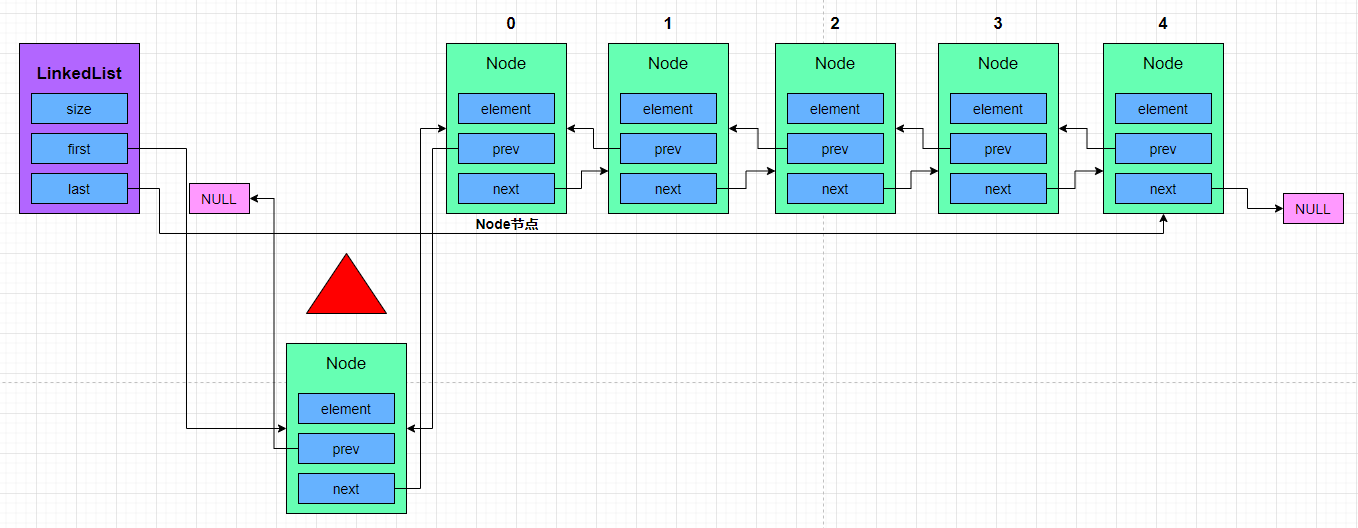 0 1 2 3 4
LinkedList
size
first
last
NULL
Node
element
prev
next
Node
element
prev
next
Node
element
prev
next
Node
element
prev
next
Node
element
prev
next
NULL
Node节点
Node
element
prev
next